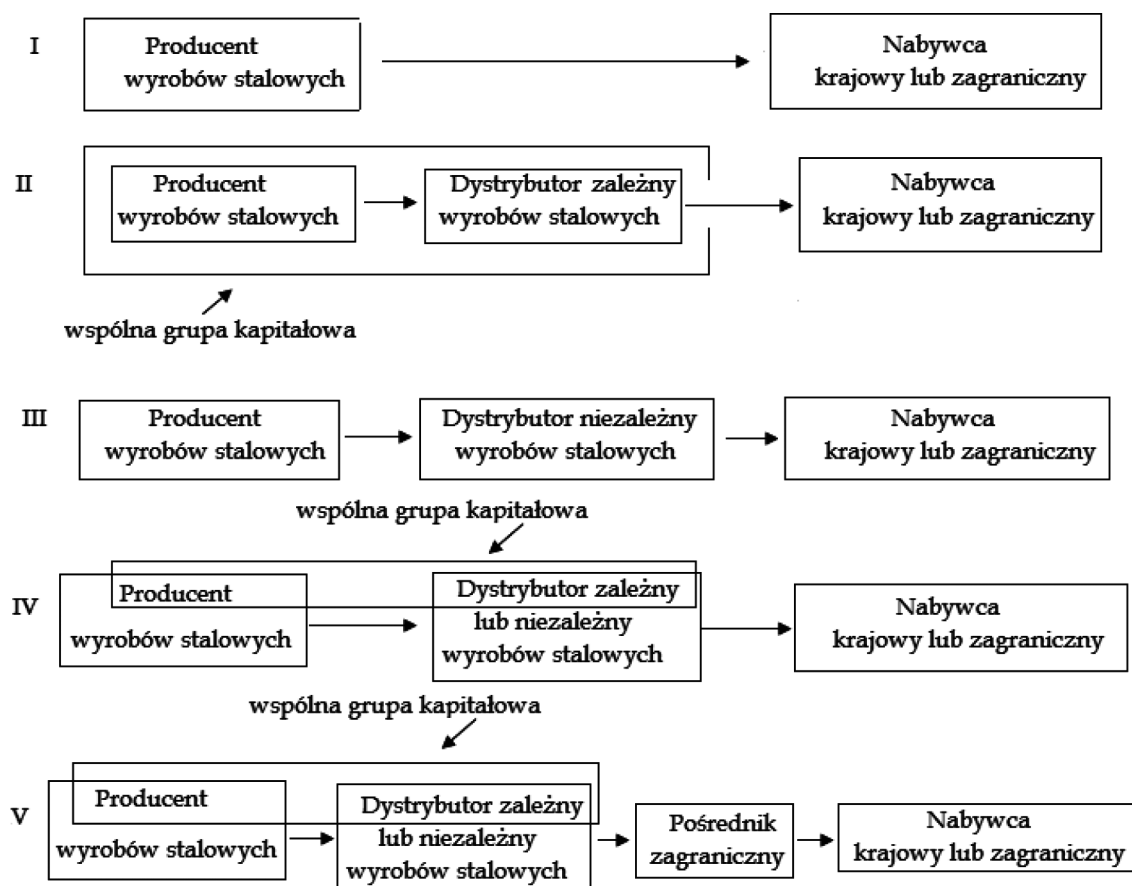 I
Producent
wyrobów stalowych
Nabywca
krajowy lub zagraniczny
II
Producent
wyrobów stalowych
Dystrybutor zależny
wyrobów stalowych
Nabywca
krajowy lub zagraniczny
wspólna grupa kapitałowa
III
Producent
wyrobów stalowych
Dystrybutor niezależny
wyrobów stalowych
Nabywca
krajowy lub zagraniczny
wspólna grupa kapitałowa
IV
Producent
wyrobów stalowych
Dystrybutor zależny
lub niezależny
wyrobów stalowych
Nabywca
krajowy lub zagraniczny
wspólna grupa kapitałowa
V
Producent
wyrobów stalowych
Dystrybutor zależny
lub niezależny
wyrobów stalowych
Pośrednik
zagraniczny
Nabywca
krajowy lub zagraniczny